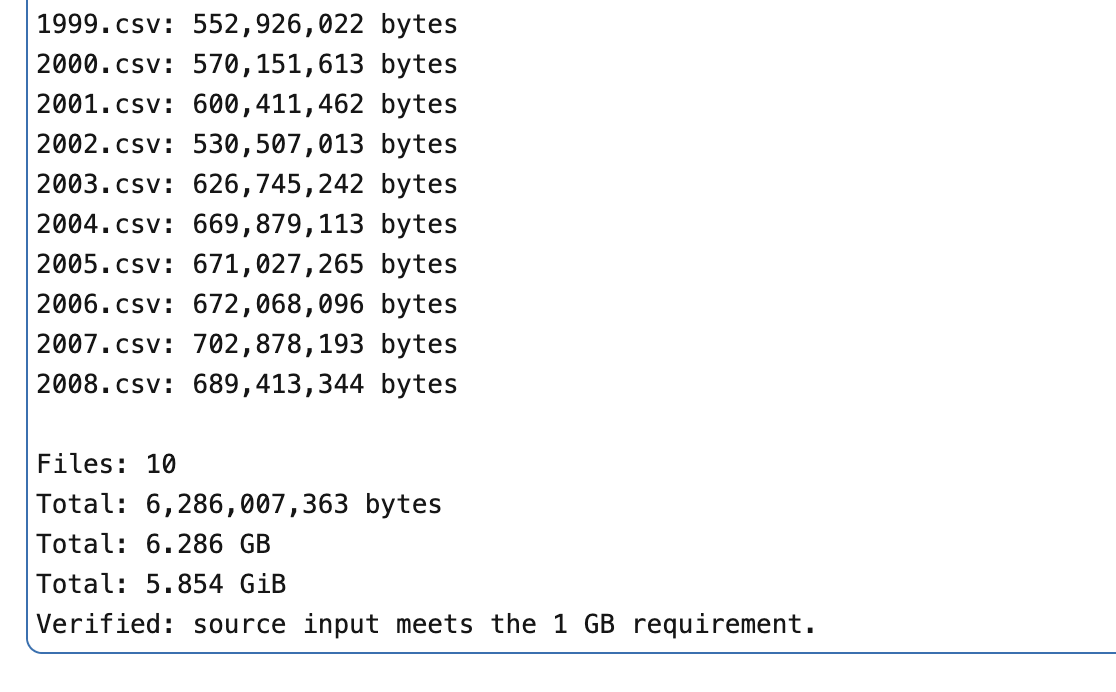 1999.csv: 552,926,022 bytes
2000.csv: 570,151,613 bytes
2001.csv: 600,411,462 bytes
2002.csv: 530,507,013 bytes
2003.csv: 626,745,242 bytes
2004.csv: 669,879,113 bytes
2005.csv: 671,027,265 bytes
2006.csv: 672,068,096 bytes
2007.csv: 702,878,193 bytes
2008.csv: 689,413,344 bytes
Files: 10
Total: 6,286,007,363 bytes
Total: 6.286 GB
Total: 5.854 GiB
Verified: source input meets the 1 GB requirement.